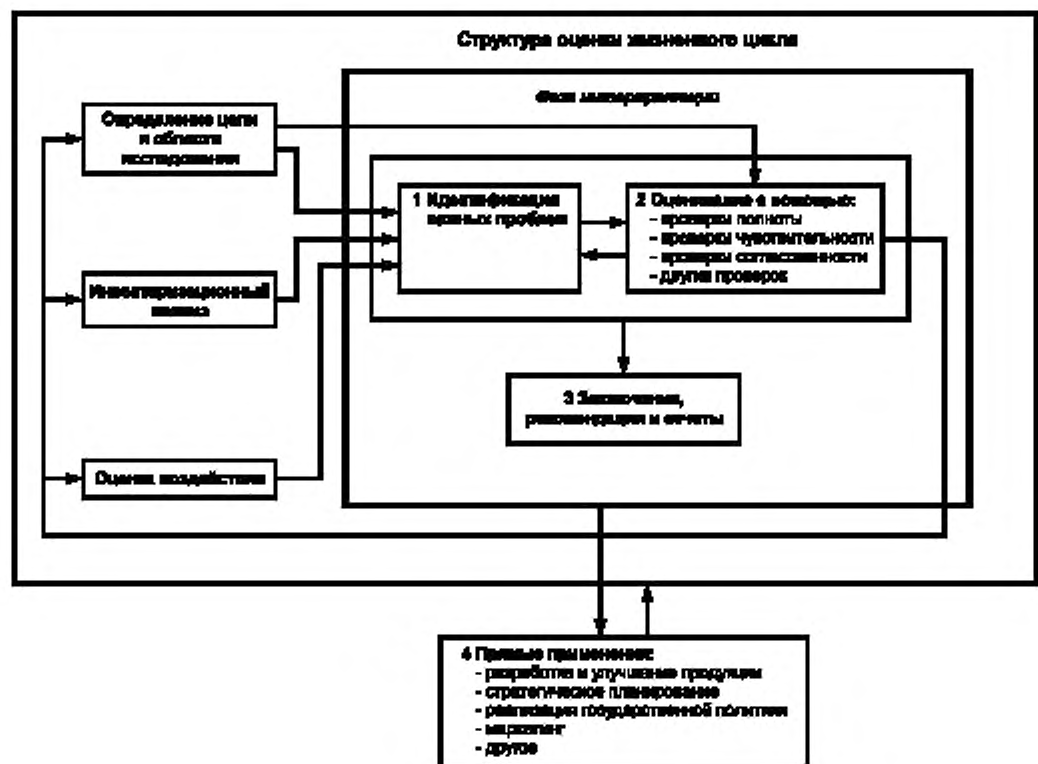 Структура оценки жизненного цикла
Фаза интерпретации
Определение цели
и области
исследования
1 Идентификация
важных проблем
2 Оценивание с помощью:
- проверки полноты
- проверки чувствительности
- проверки согласованности
- других проверок
Инвентаризационный
анализ
3 Заключения,
рекомендации и отчеты
Оценка воздействия
4 Прямые применения:
- разработка и улучшение продукции
- стратегическое планирование
- реализация государственной политики
- маркетинг
- другое